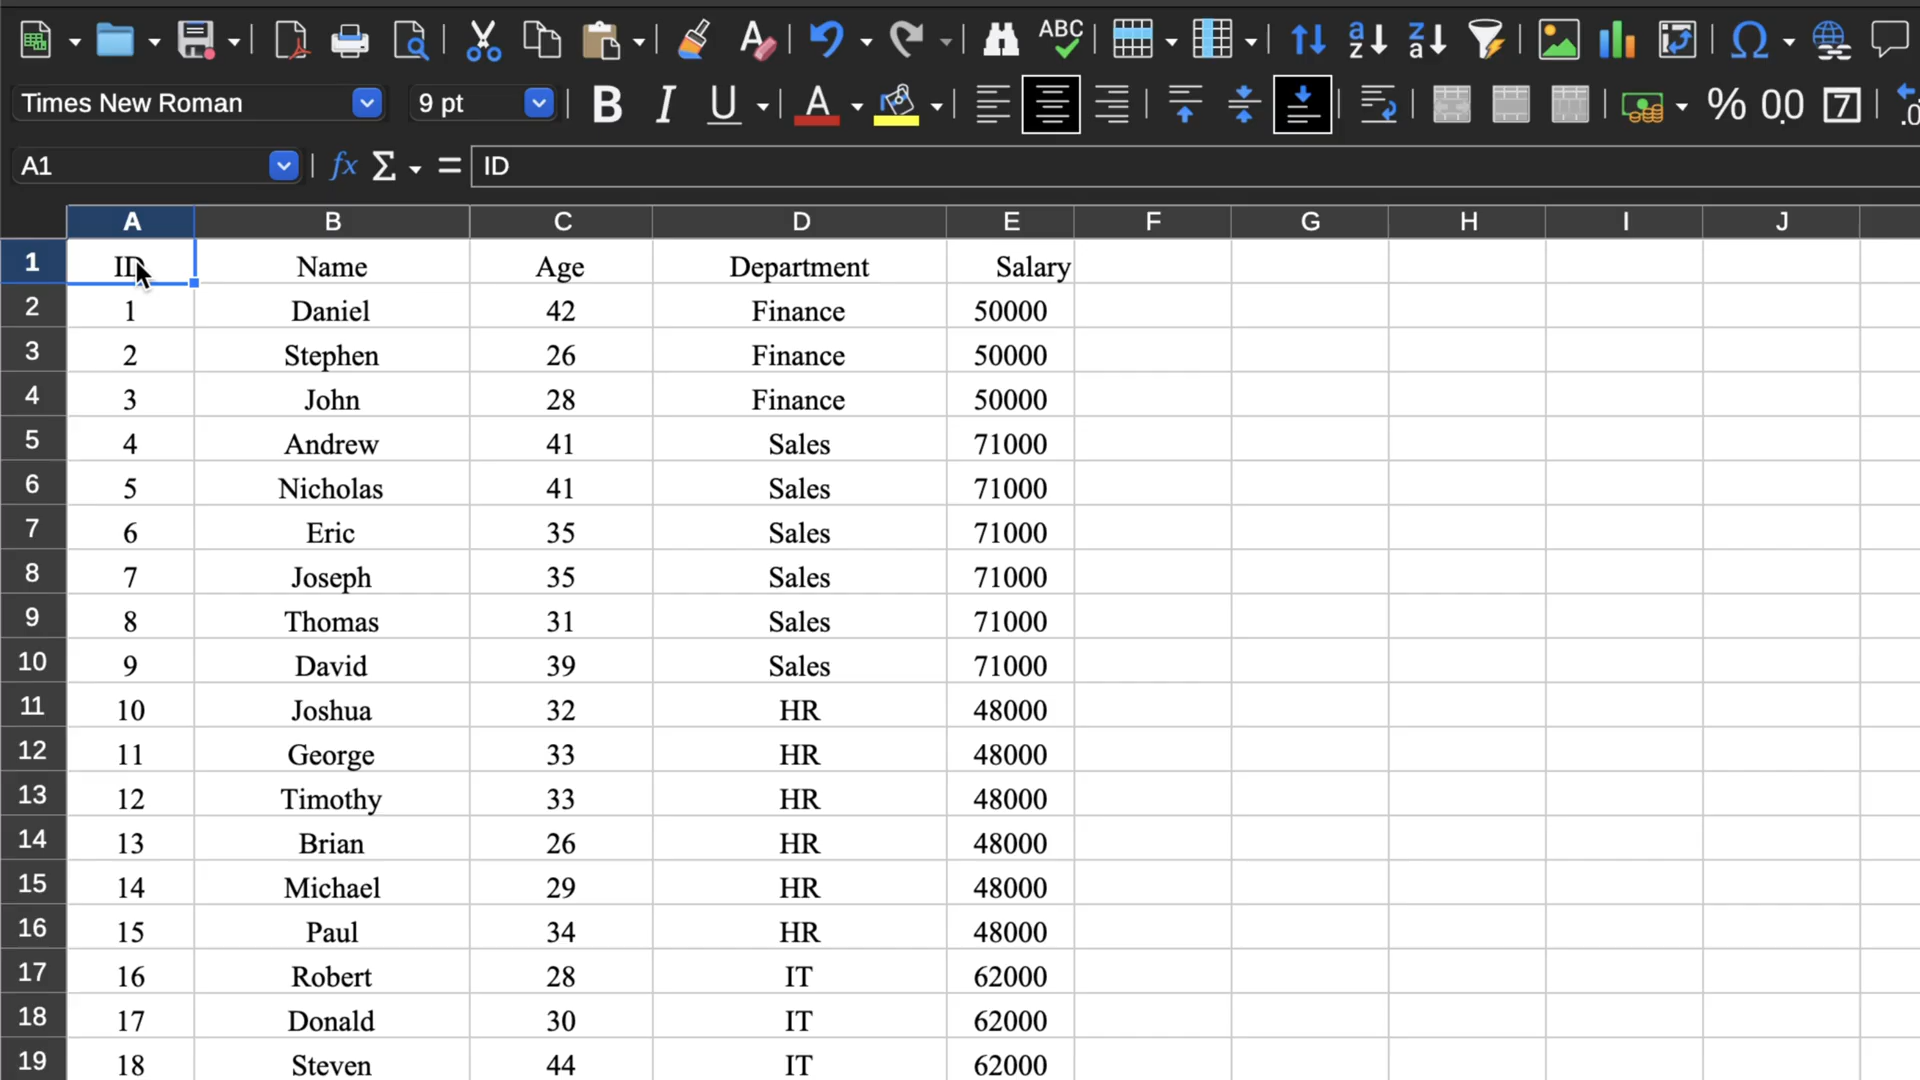 ABC
a
z
z
a
Times New Roman 9 pt B I U A % 0.0 7 .0
A1 fx Σ = ID
A B C D E F G H I J
1 ID Name Age Department Salary
2 1 Daniel 42 Finance 50000
3 2 Stephen 26 Finance 50000
4 3 John 28 Finance 50000
5 4 Andrew 41 Sales 71000
6 5 Nicholas 41 Sales 71000
7 6 Eric 35 Sales 71000
8 7 Joseph 35 Sales 71000
9 8 Thomas 31 Sales 71000
10 9 David 39 Sales 71000
11 10 Joshua 32 HR 48000
12 11 George 33 HR 48000
13 12 Timothy 33 HR 48000
14 13 Brian 26 HR 48000
15 14 Michael 29 HR 48000
16 15 Paul 34 HR 48000
17 16 Robert 28 IT 62000
18 17 Donald 30 IT 62000
19 18 Steven 44 IT 62000